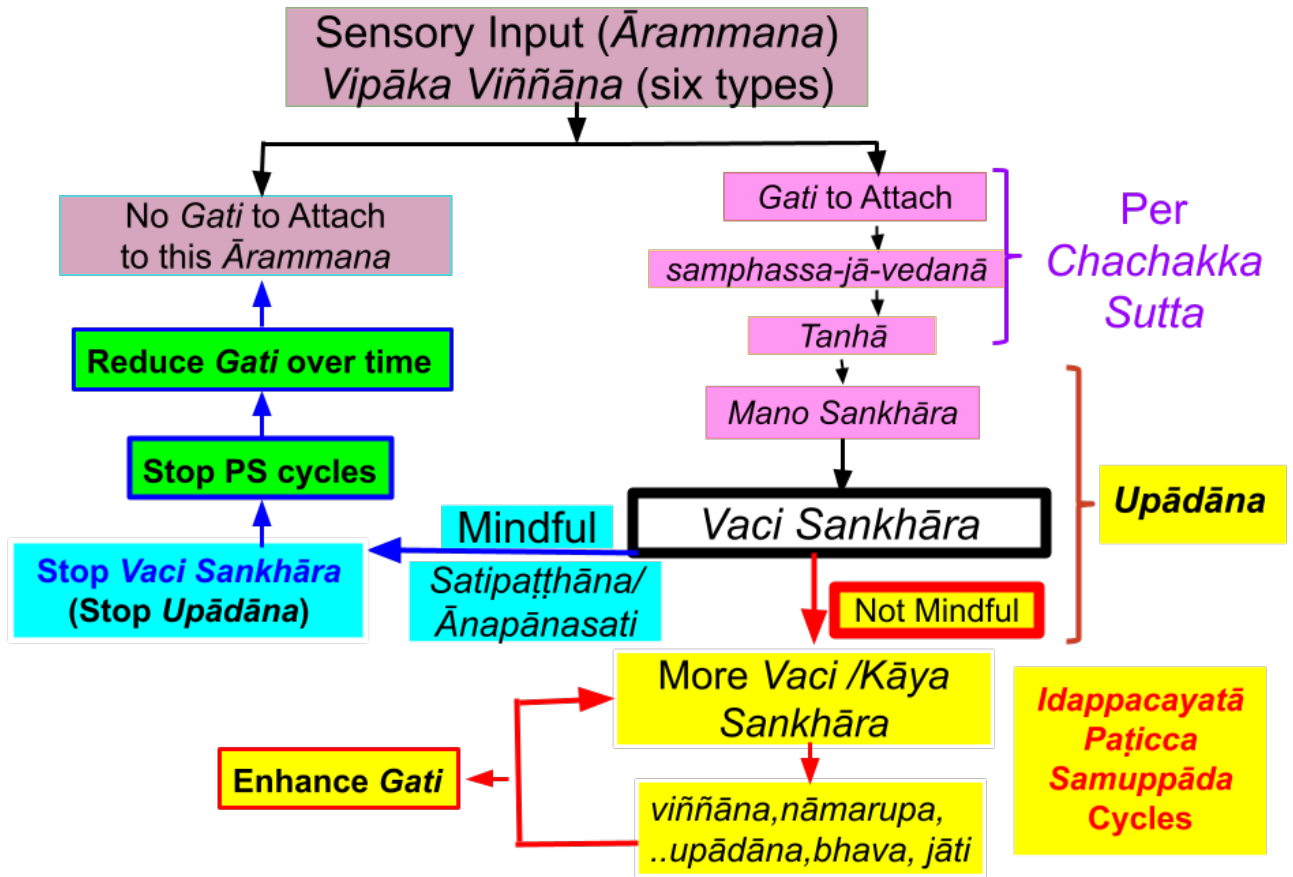 Sensory Input (Ārammana)
Vipāka Viññāna (six types)
No Gati to Attach
to this Ārammana
Gati to Attach
samphassa-jā-vedanā
Tanhā
Per
Chachakka
Sutta
Reduce Gati over time
Mano Sankhāra
Stop PS cycles
Upādāna
Vaci Sankhāra
Mindful
Satipaṭṭhāna/
Ānapānasati
Stop Vaci Sankhāra
(Stop Upādāna)
Not Mindful
More Vaci /Kāya
Sankhāra
Idappacayatā
Paṭicca
Samuppāda
Cycles
Enhance Gati
viññāna,nāmarupa,
..upādāna,bhava, jāti